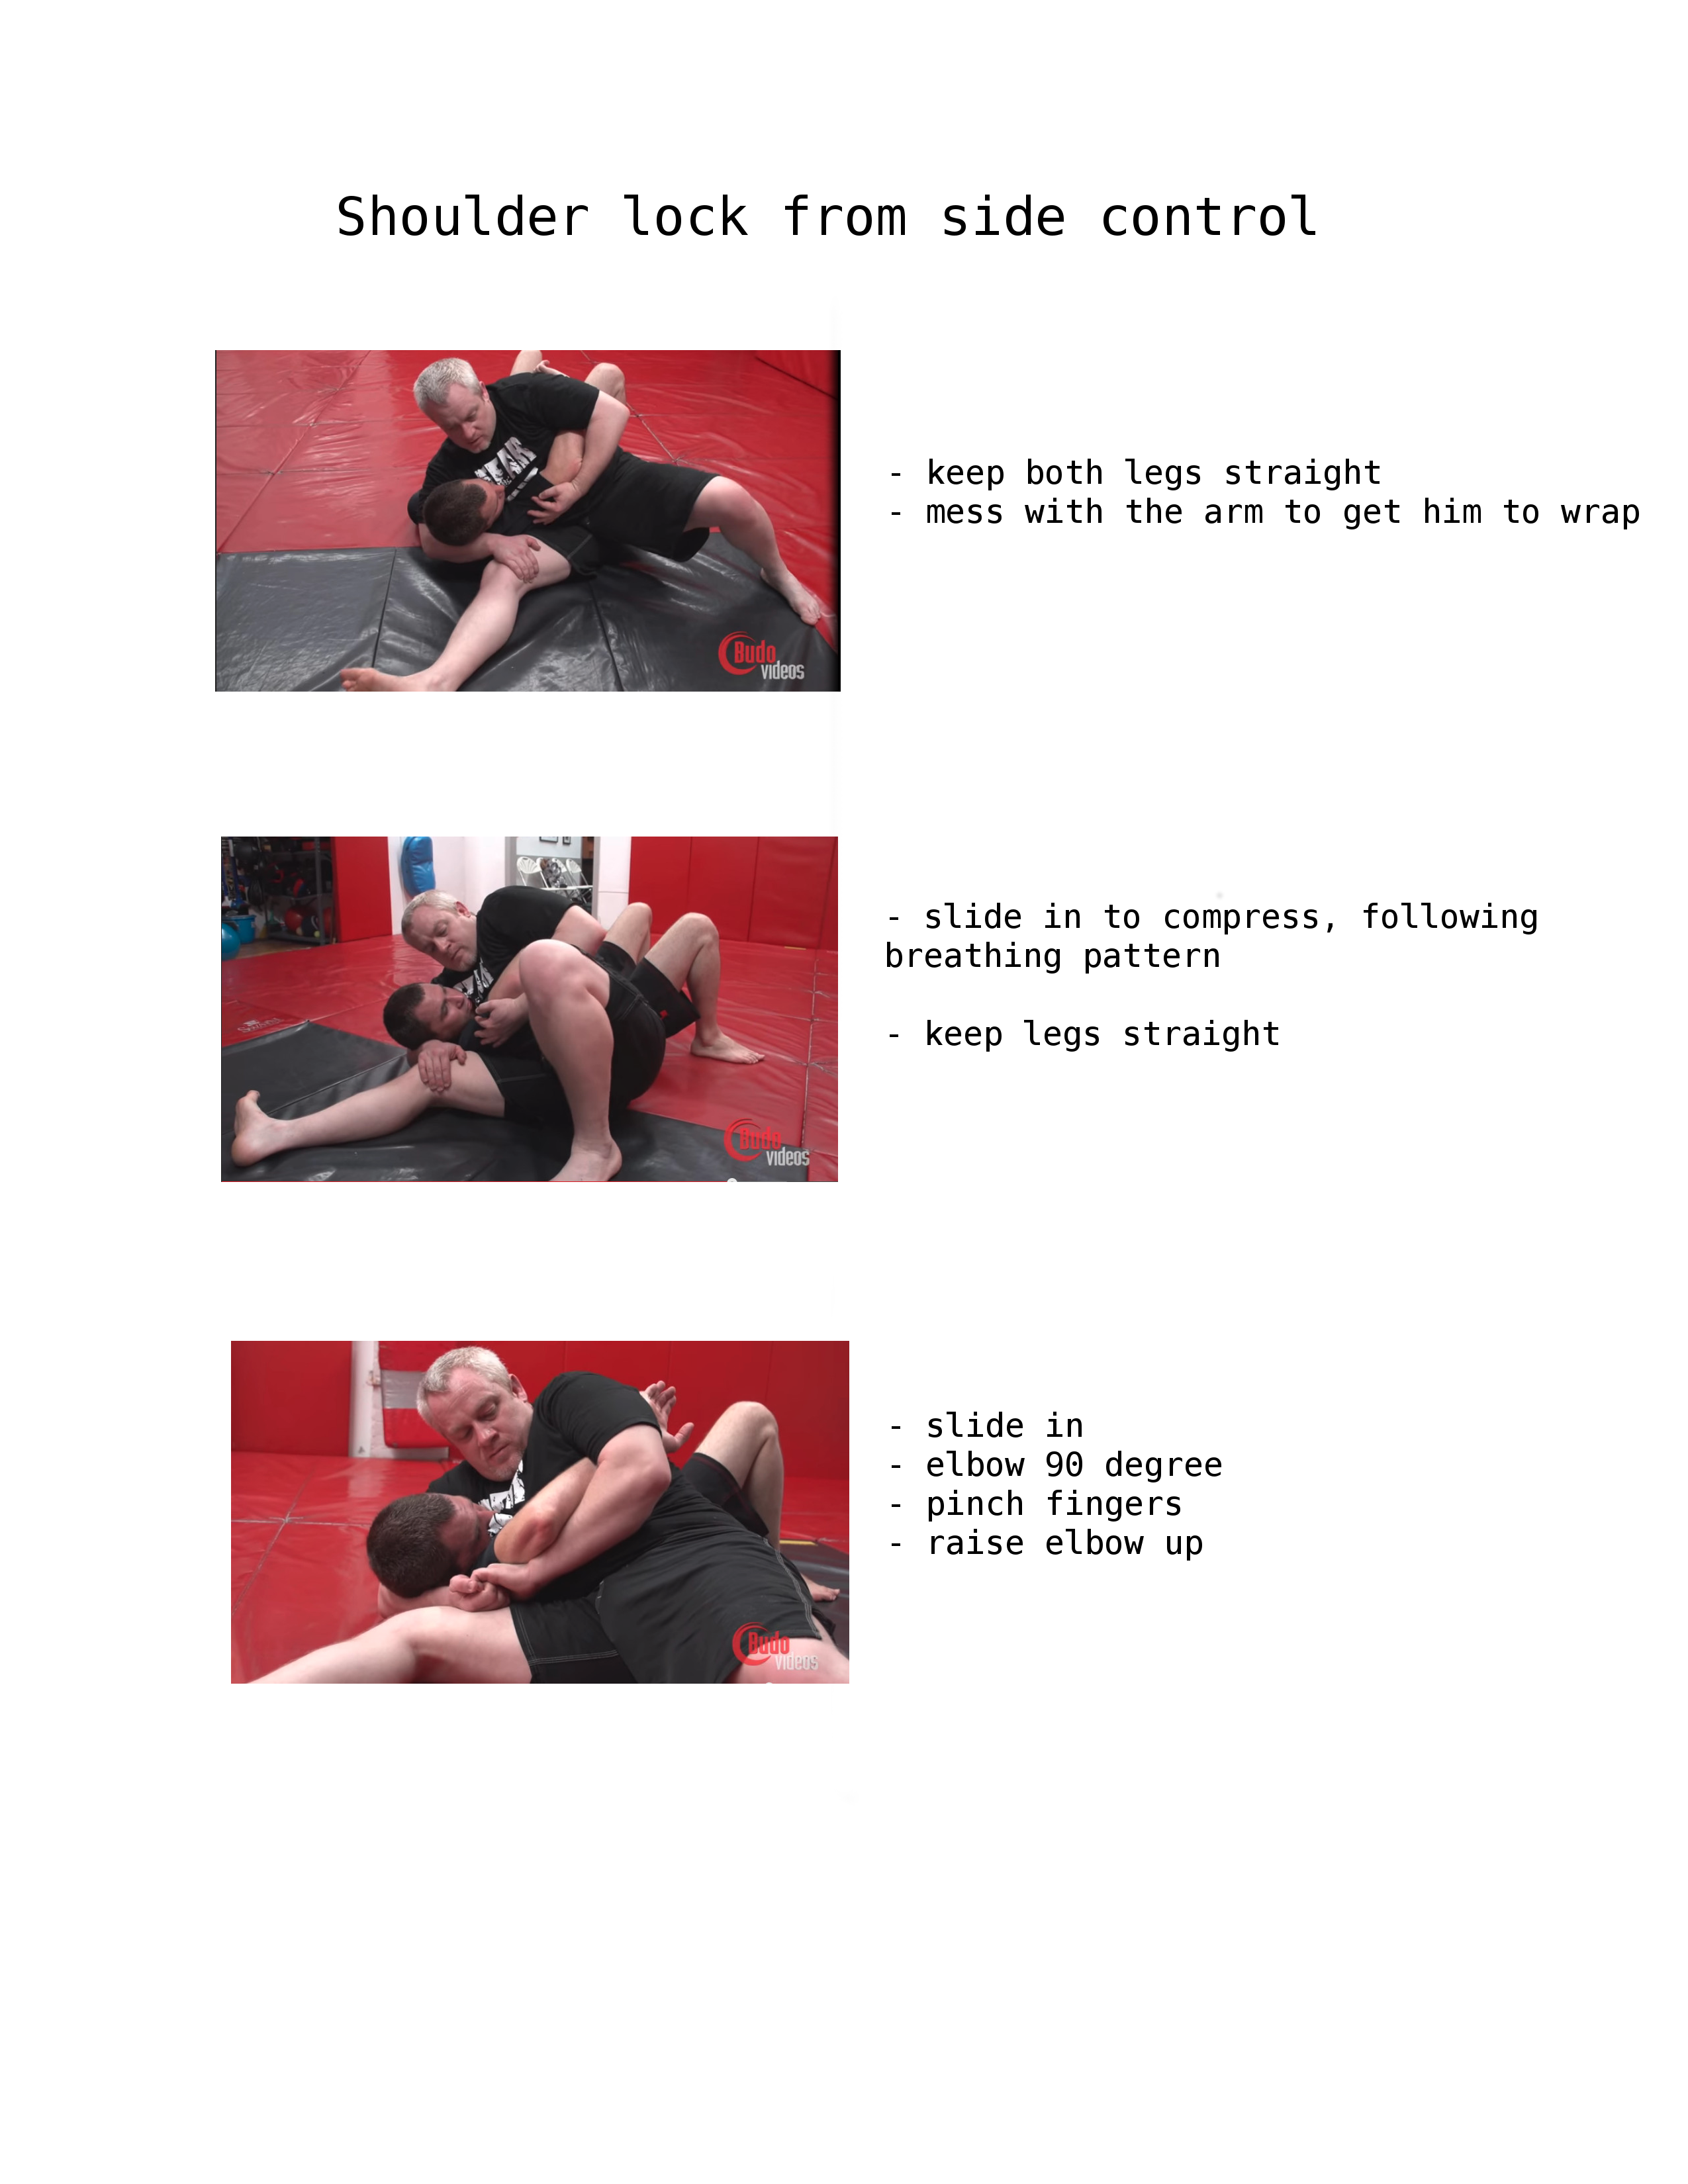 Shoulder lock from side control
- keep both legs straight
- mess with the arm to get him to wrap
Budo
videos
- slide in to compress, following
breathing pattern
- keep legs straight
Budo
videos
- slide in
- elbow 90 degree
- pinch fingers
- raise elbow up
Budo
videos